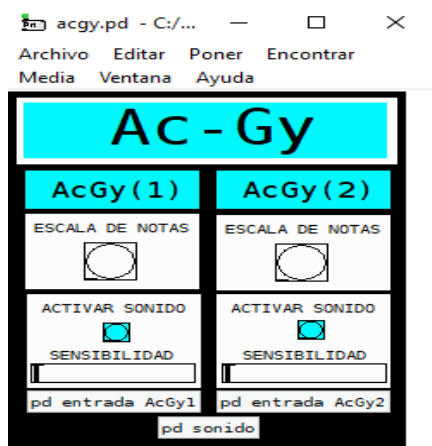 acgy.pd - C:/...
Archivo Editar Poner Encontrar
Media Ventana Ayuda
Ac-Gy
AcGy(1) AcGy(2)
ESCALA DE NOTAS ESCALA DE NOTAS
ACTIVAR SONIDO ACTIVAR SONIDO
SENSIBILIDAD SENSIBILIDAD
pd entrada AcGy1 pd entrada AcGy2
pd sonido